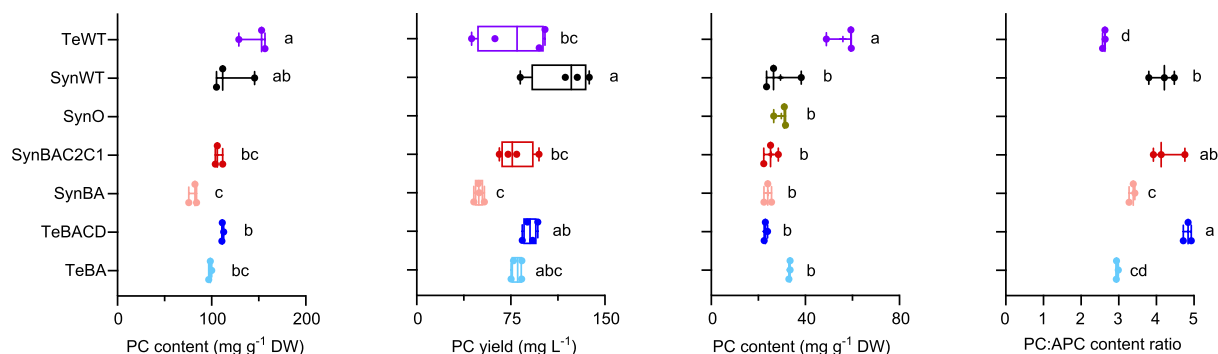 TeWT a bc a d
SynWT ab a b b
SynO b
SynBAC2C1 bc bc b ab
SynBA c c b c
TeBACD b ab b a
TeBA bc abc b cd
0 100 200 0 75 150 0 40 80 0 1 2 3 4 5
PC content (mg g⁻¹ DW) PC yield (mg L⁻¹) PC content (mg g⁻¹ DW) PC:APC content ratio